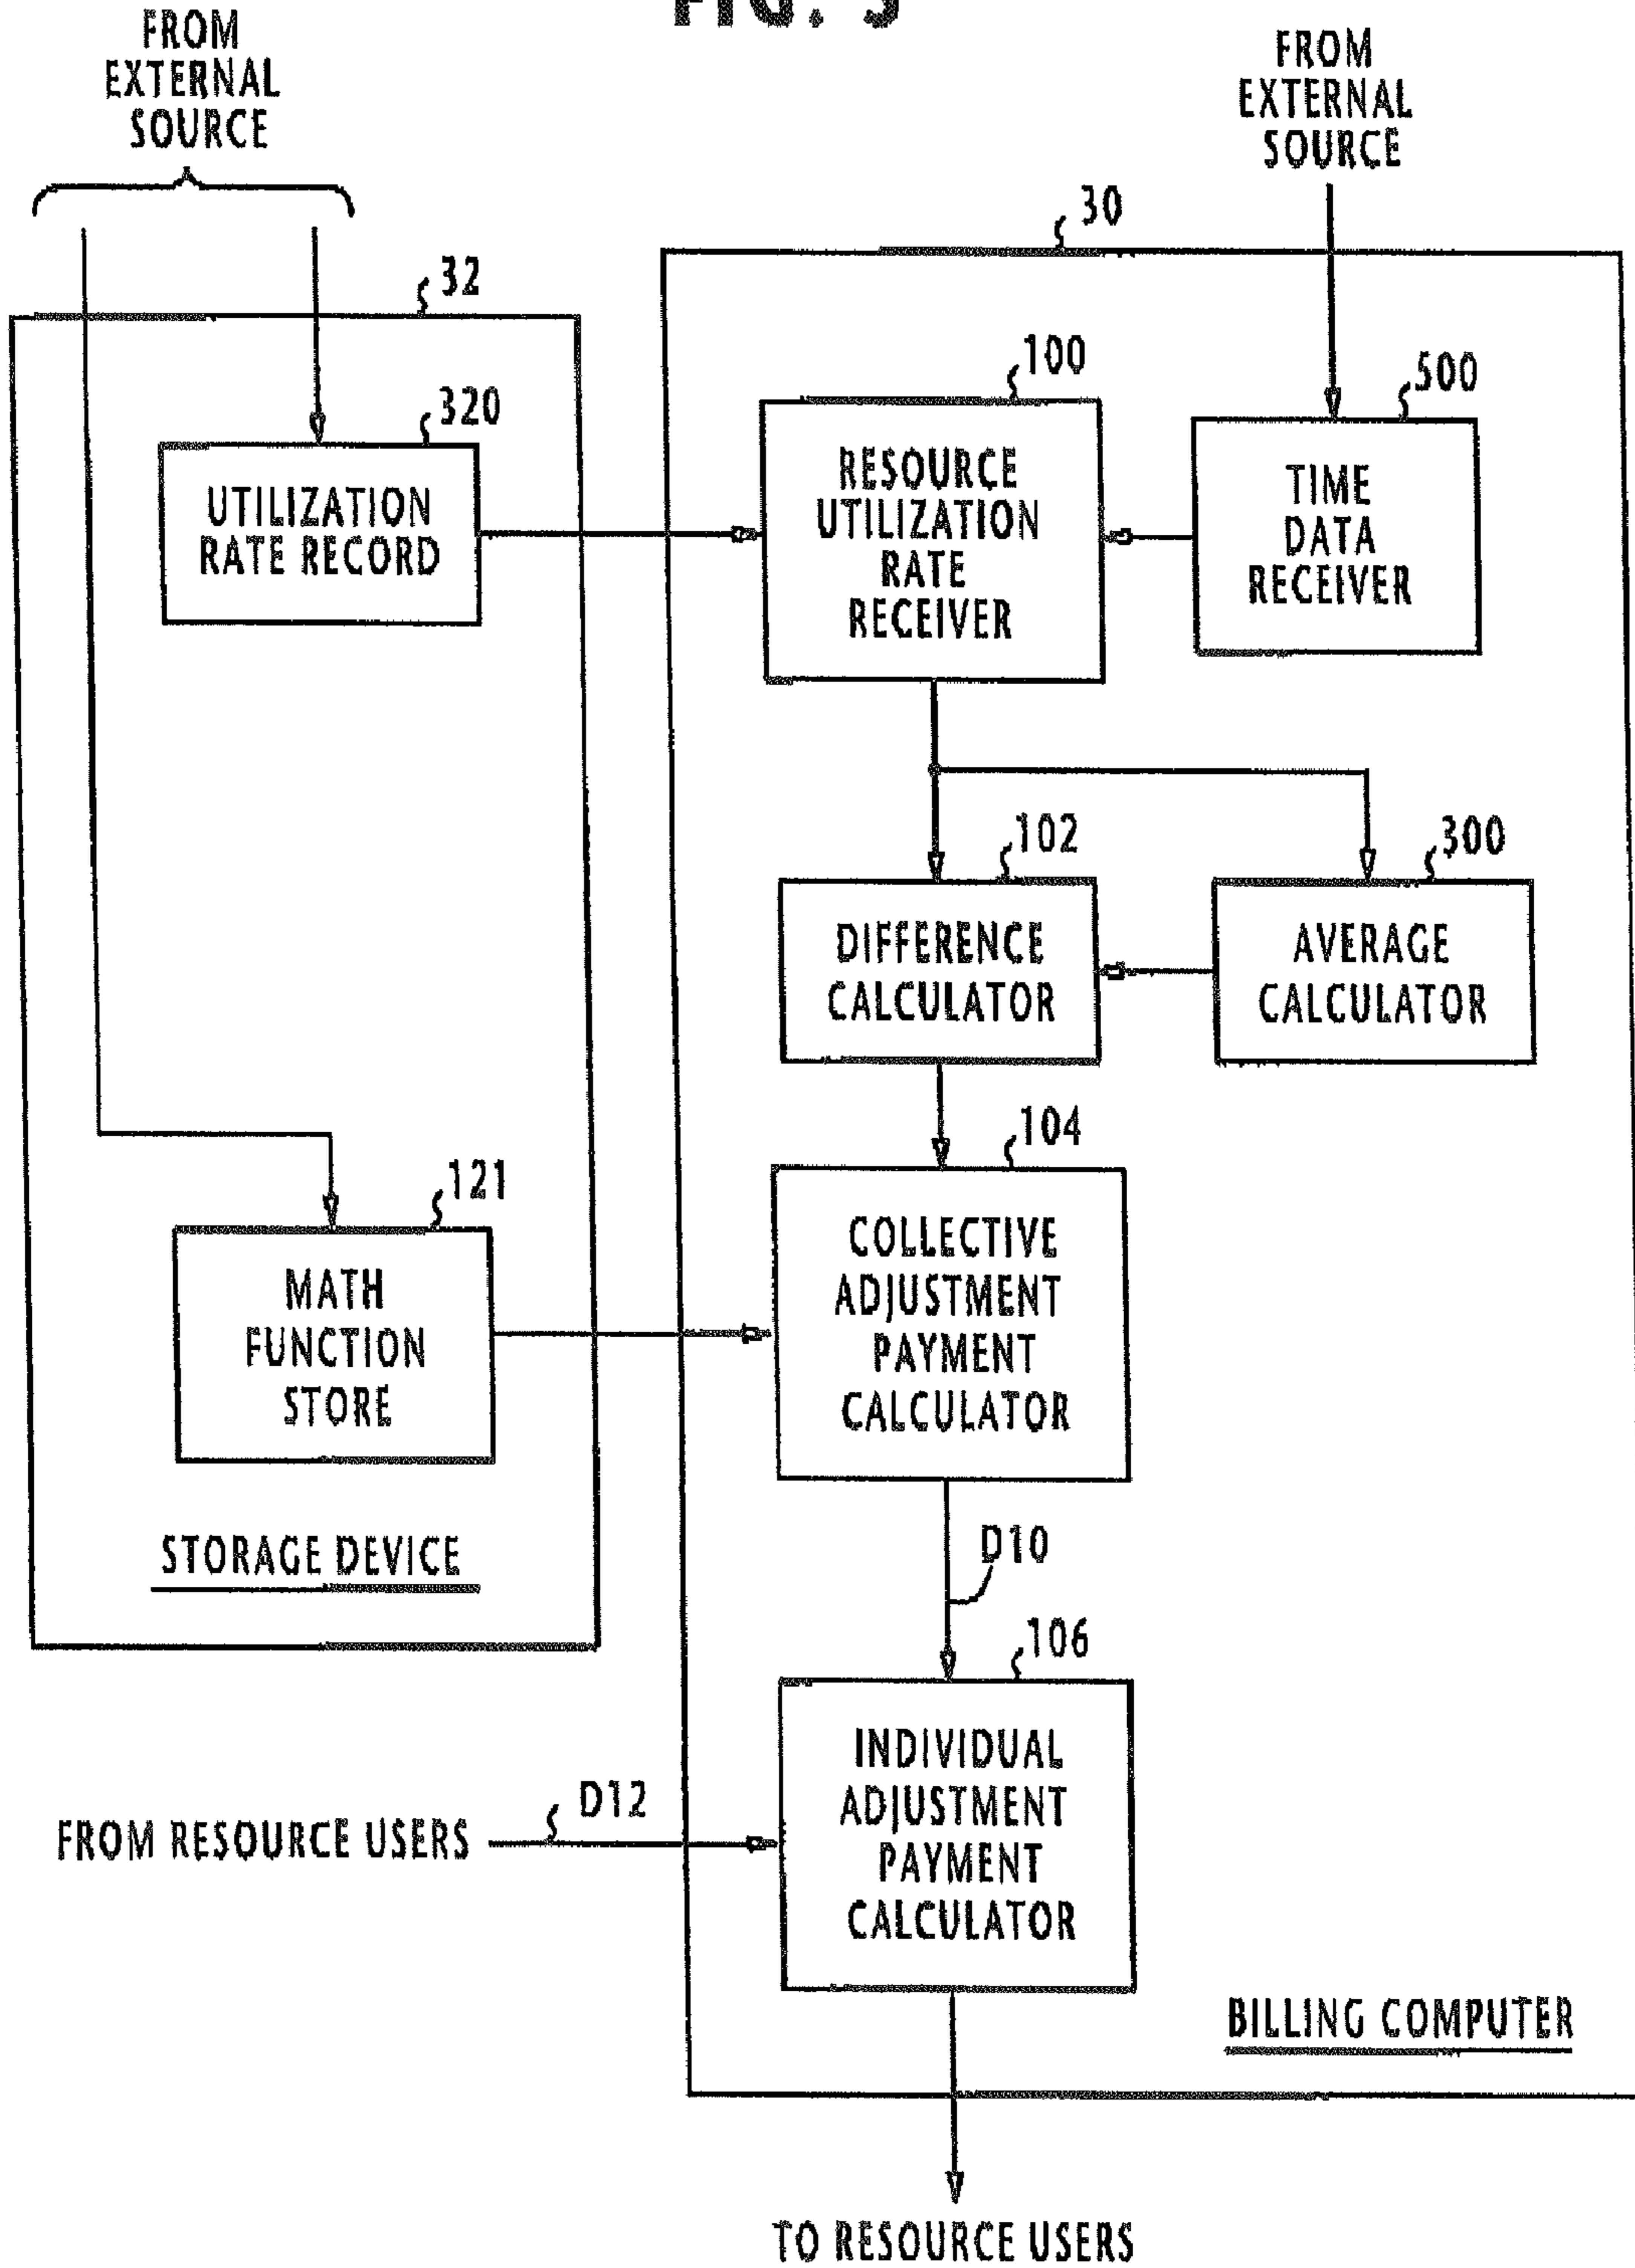 FROM
EXTERNAL
SOURCE
FROM
EXTERNAL
SOURCE
30
32
100
500
320
UTILIZATION
RATE RECORD
RESOURCE
UTILIZATION
RATE
RECEIVER
TIME
DATA
RECEIVER
102
300
DIFFERENCE
CALCULATOR
AVERAGE
CALCULATOR
104
121
MATH
FUNCTION
STORE
COLLECTIVE
ADJUSTMENT
PAYMENT
CALCULATOR
STORAGE DEVICE
D10
106
INDIVIDUAL
ADJUSTMENT
PAYMENT
CALCULATOR
D12
FROM RESOURCE USERS
BILLING COMPUTER
TO RESOURCE USERS